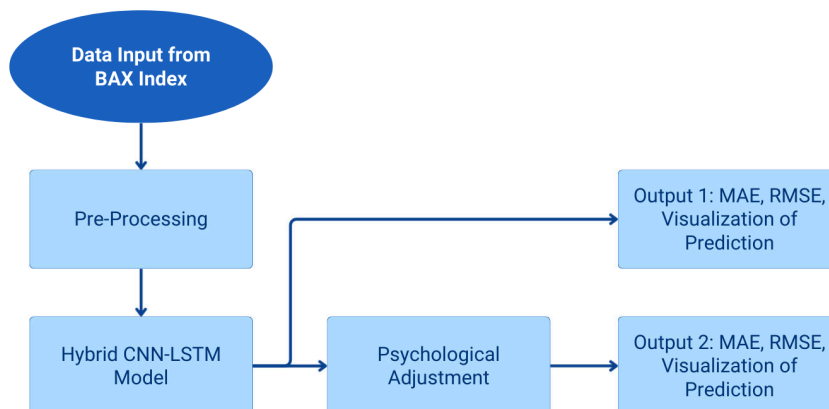 Data Input from
BAX Index
Pre-Processing
Output 1: MAE, RMSE,
Visualization of
Prediction
Hybrid CNN-LSTM
Model
Psychological
Adjustment
Output 2: MAE, RMSE,
Visualization of
Prediction